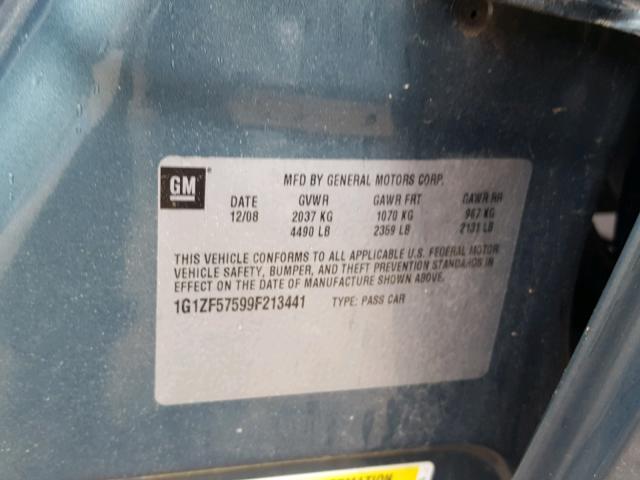 GM
MFD BY GENERAL MOTORS CORP.
DATE GVWR GAWR FRT GAWR RR
12/08 2037 KG 1070 KG 967 KG
4490 LB 2359 LB 2131 LB
THIS VEHICLE CONFORMS TO ALL APPLICABLE U.S. FEDERAL MOTOR
VEHICLE SAFETY, BUMPER, AND THEFT PREVENTION STANDARDS IN
EFFECT ON THE DATE OF MANUFACTURE SHOWN ABOVE.
1G1ZF57599F213441 TYPE: PASS CAR
INFORMATION